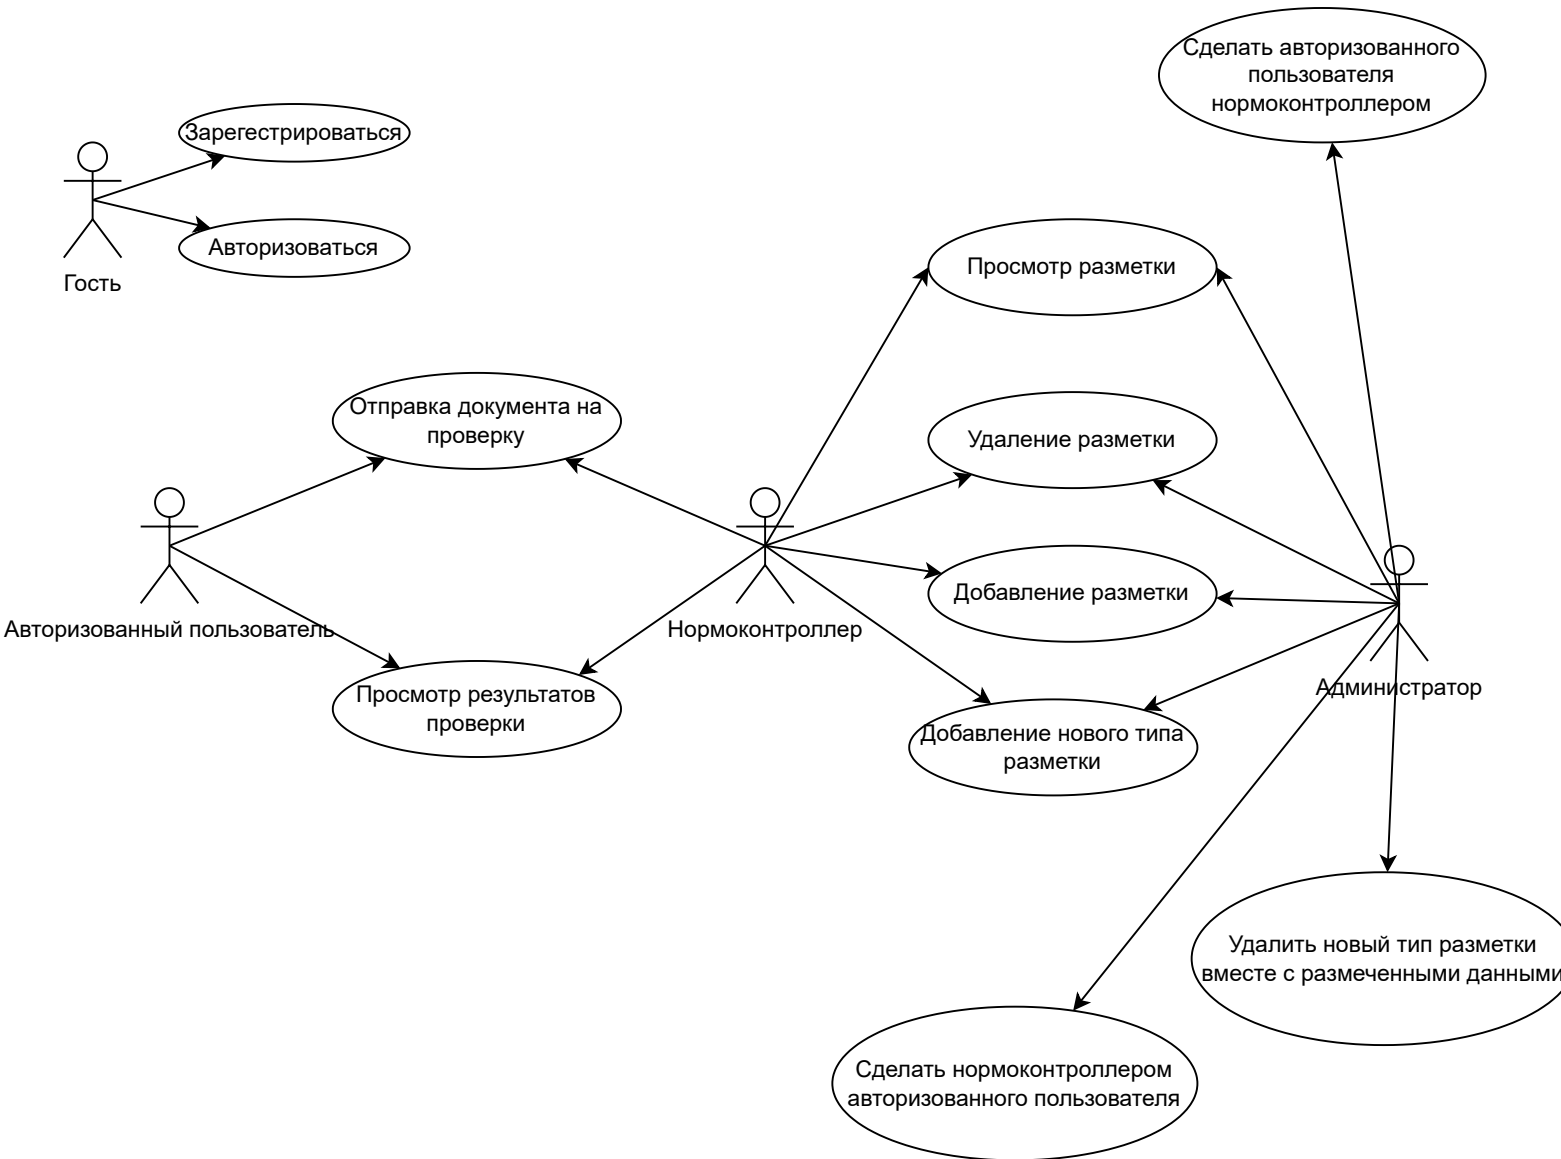 Сделать авторизованного
пользователя
нормоконтроллером
Зарегестрироваться
Авторизоваться
Гость
Просмотр разметки
Отправка документа на
проверку
Удаление разметки
Добавление разметки
Авторизованный пользователь
Нормоконтроллер
Администратор
Просмотр результатов
проверки
Добавление нового типа
разметки
Удалить новый тип разметки
вместе с размеченными данными
Сделать нормоконтроллером
авторизованного пользователя